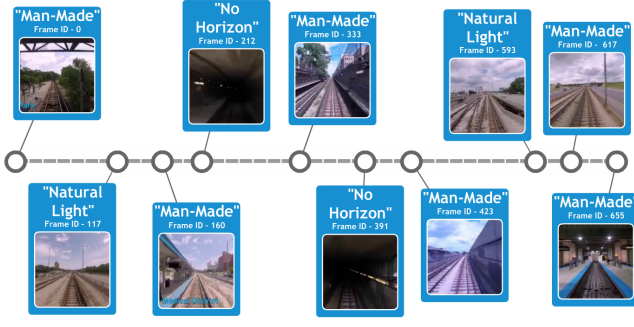 "Man-Made"
Frame ID - 0
"No
Horizon"
Frame ID - 212
"Man-Made"
Frame ID - 333
"Natural
Light"
Frame ID - 593
"Man-Made"
Frame ID - 617
"Natural
Light"
Frame ID - 117
"Man-Made"
Frame ID - 160
"No
Horizon"
Frame ID - 391
"Man-Made"
Frame ID - 423
"Man-Made"
Frame ID - 655